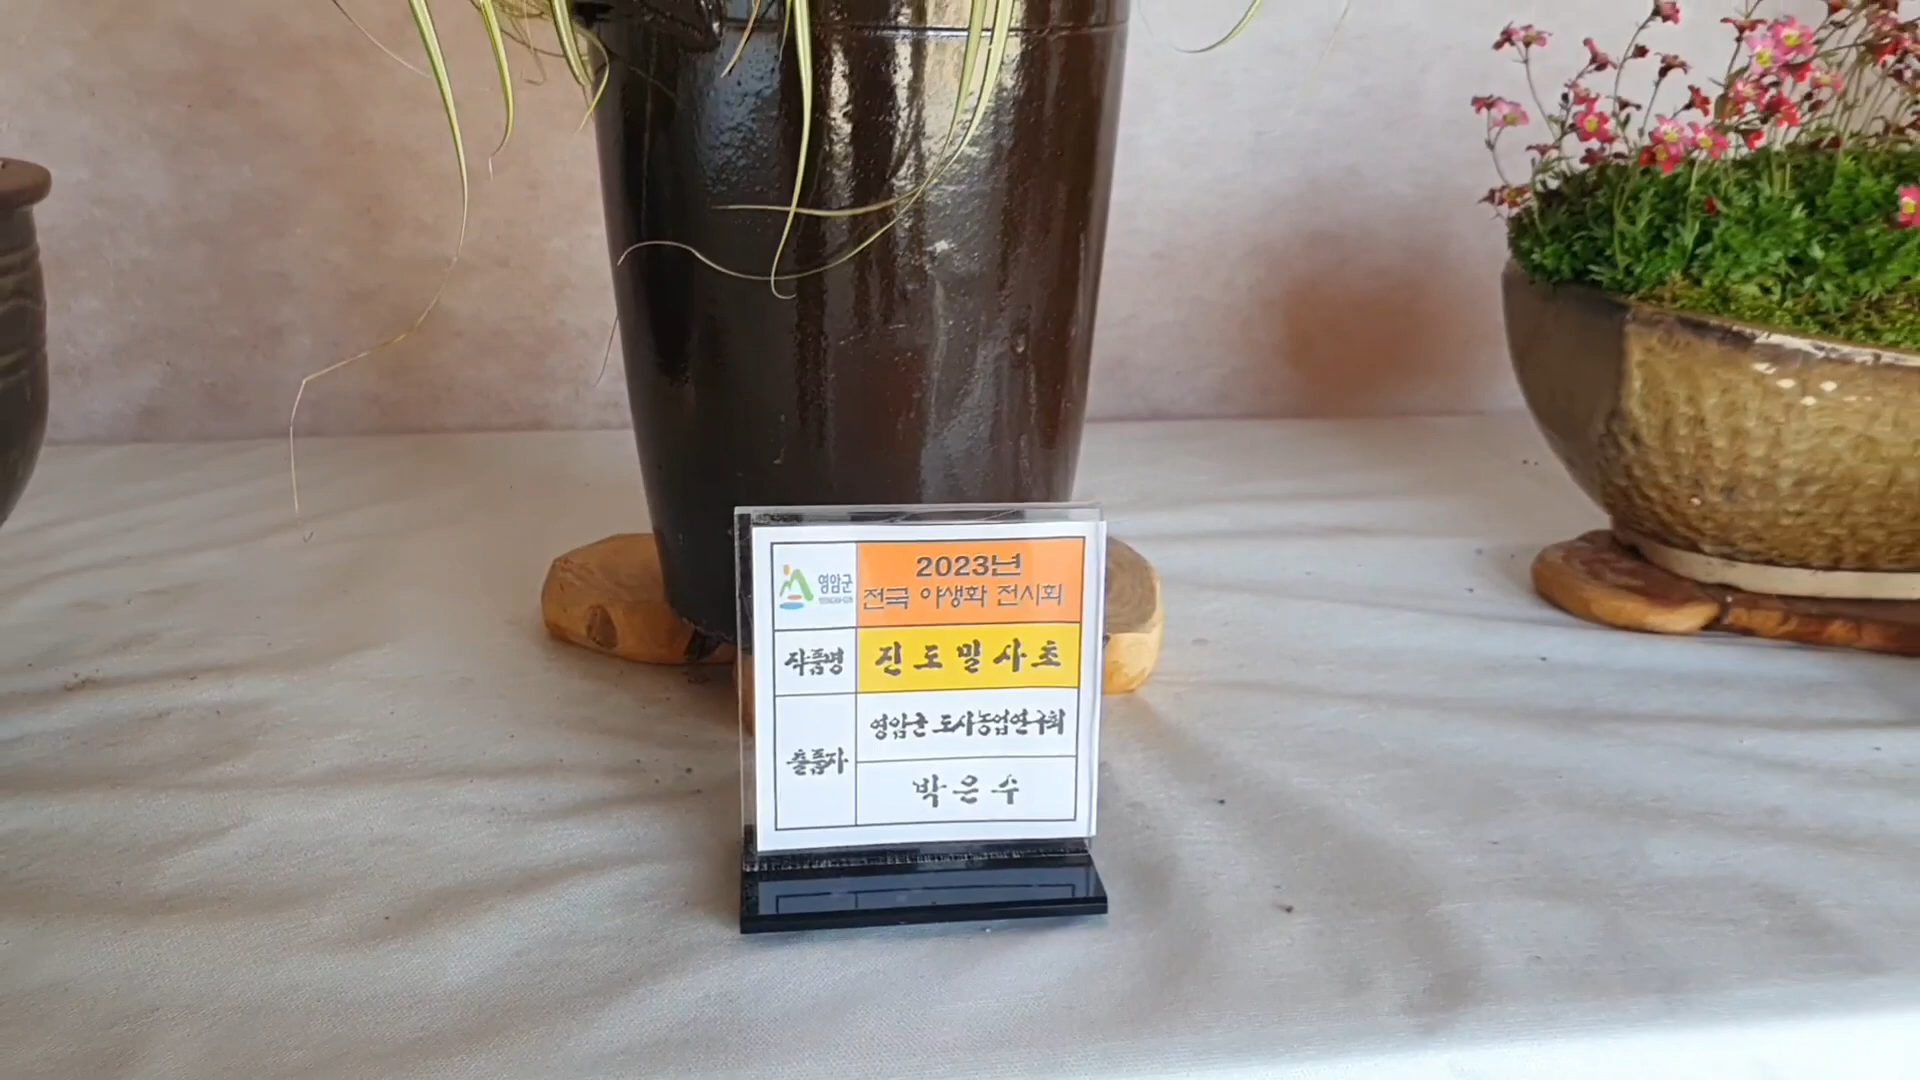 영암군
YEONGAM-GUN
2023년
전국 야생화 전시회
작품명
진도밀사초
출품자
영암군 도시농업연구회
박은수